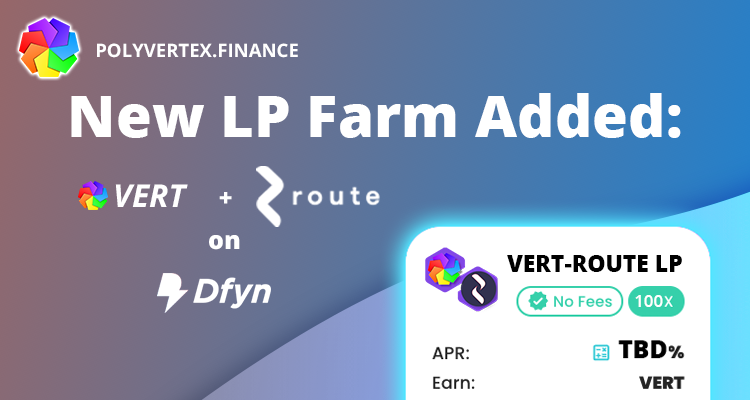 POLYVERTEX.FINANCE
New LP Farm Added:
VERT + route
on
Dfyn
VERT-ROUTE LP
No Fees 100X
APR: TBD%
Earn: VERT